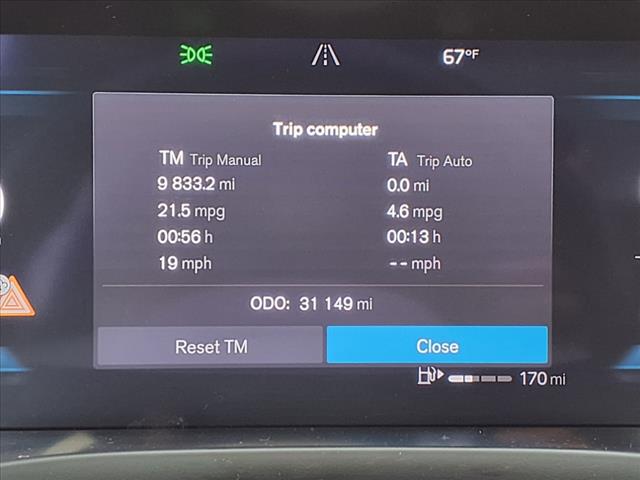 67°F
Trip computer
TM Trip Manual TA Trip Auto
9 833.2 mi 0.0 mi
21.5 mpg 4.6 mpg
00:56 h 00:13 h
19 mph -- mph
ODO: 31 149 mi
Reset TM Close
170 mi